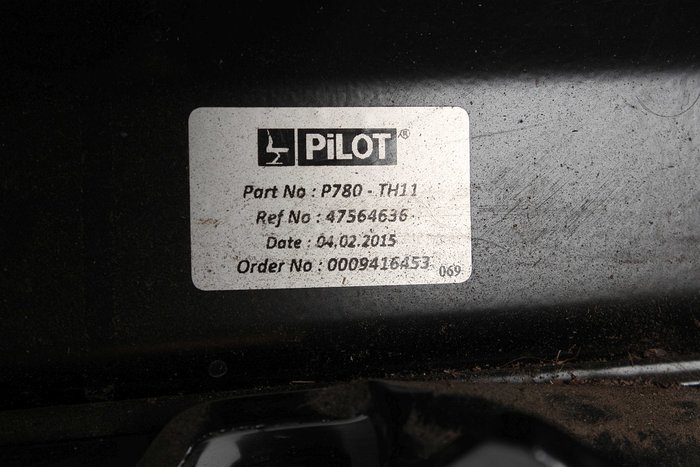 PiLOT®
Part No : P780 - TH11
Ref No : 47564636
Date : 04.02.2015
Order No : 0009416453
069